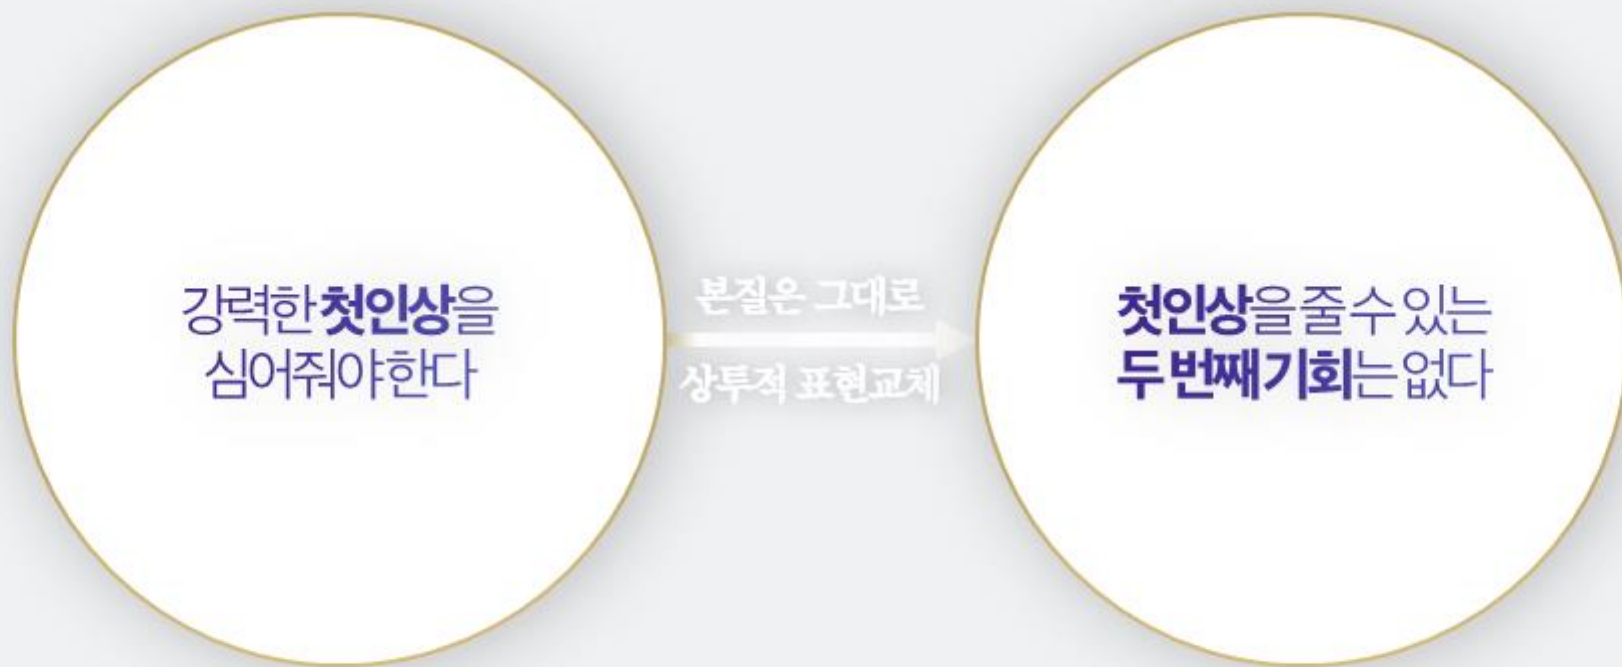 강력한 첫인상을
심어줘야 한다
본질은 그대로
상투적 표현교체
첫인상을 줄 수 있는
두 번째 기회는 없다